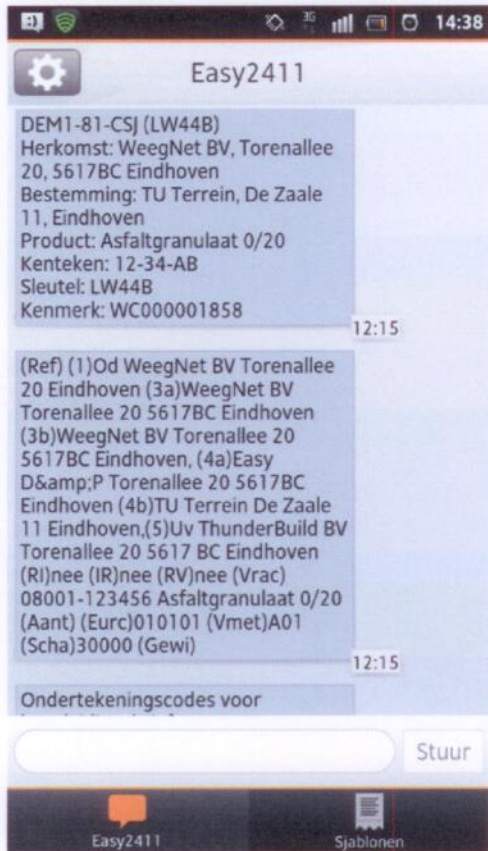 3G 14:38
Easy2411
DEM1-81-CSJ (LW44B)
Herkomst: WeegNet BV, Torenallee
20, 5617BC Eindhoven
Bestemming: TU Terrein, De Zaale
11, Eindhoven
Product: Asfaltgranulaat 0/20
Kenteken: 12-34-AB
Sleutel: LW44B
Kenmerk: WC000001858
12:15
(Ref) (1)Od WeegNet BV Torenallee
20 Eindhoven (3a)WeegNet BV
Torenallee 20 5617BC Eindhoven
(3b)WeegNet BV Torenallee 20
5617BC Eindhoven, (4a)Easy
D&amp;P Torenallee 20 5617BC
Eindhoven (4b)TU Terrein De Zaale
11 Eindhoven,(5)Uv ThunderBuild BV
Torenallee 20 5617 BC Eindhoven
(RI)nee (IR)nee (RV)nee (Vrac)
08001-123456 Asfaltgranulaat 0/20
(Aant) (Eurc)010101 (Vmet)A01
(Scha)30000 (Gewi)
12:15
Ondertekeningscodes voor
Stuur
Easy2411 Sjablonen